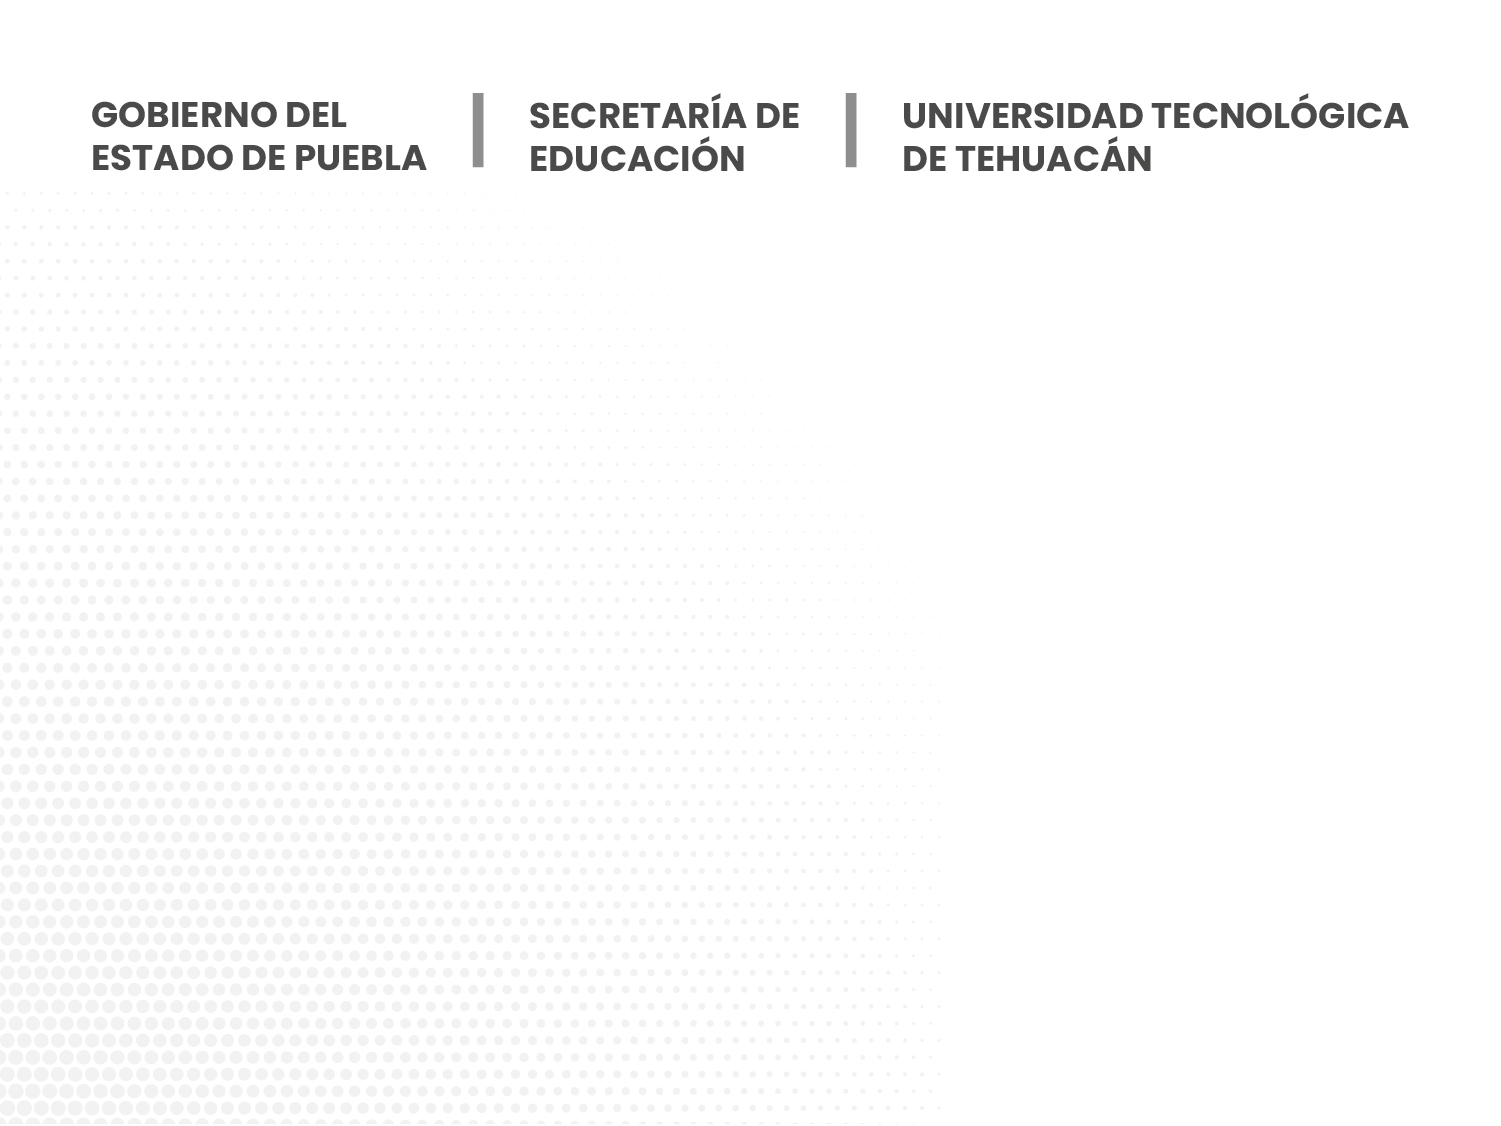 GOBIERNO DEL
ESTADO DE PUEBLA
SECRETARÍA DE
EDUCACIÓN
UNIVERSIDAD TECNOLÓGICA
DE TEHUACÁN